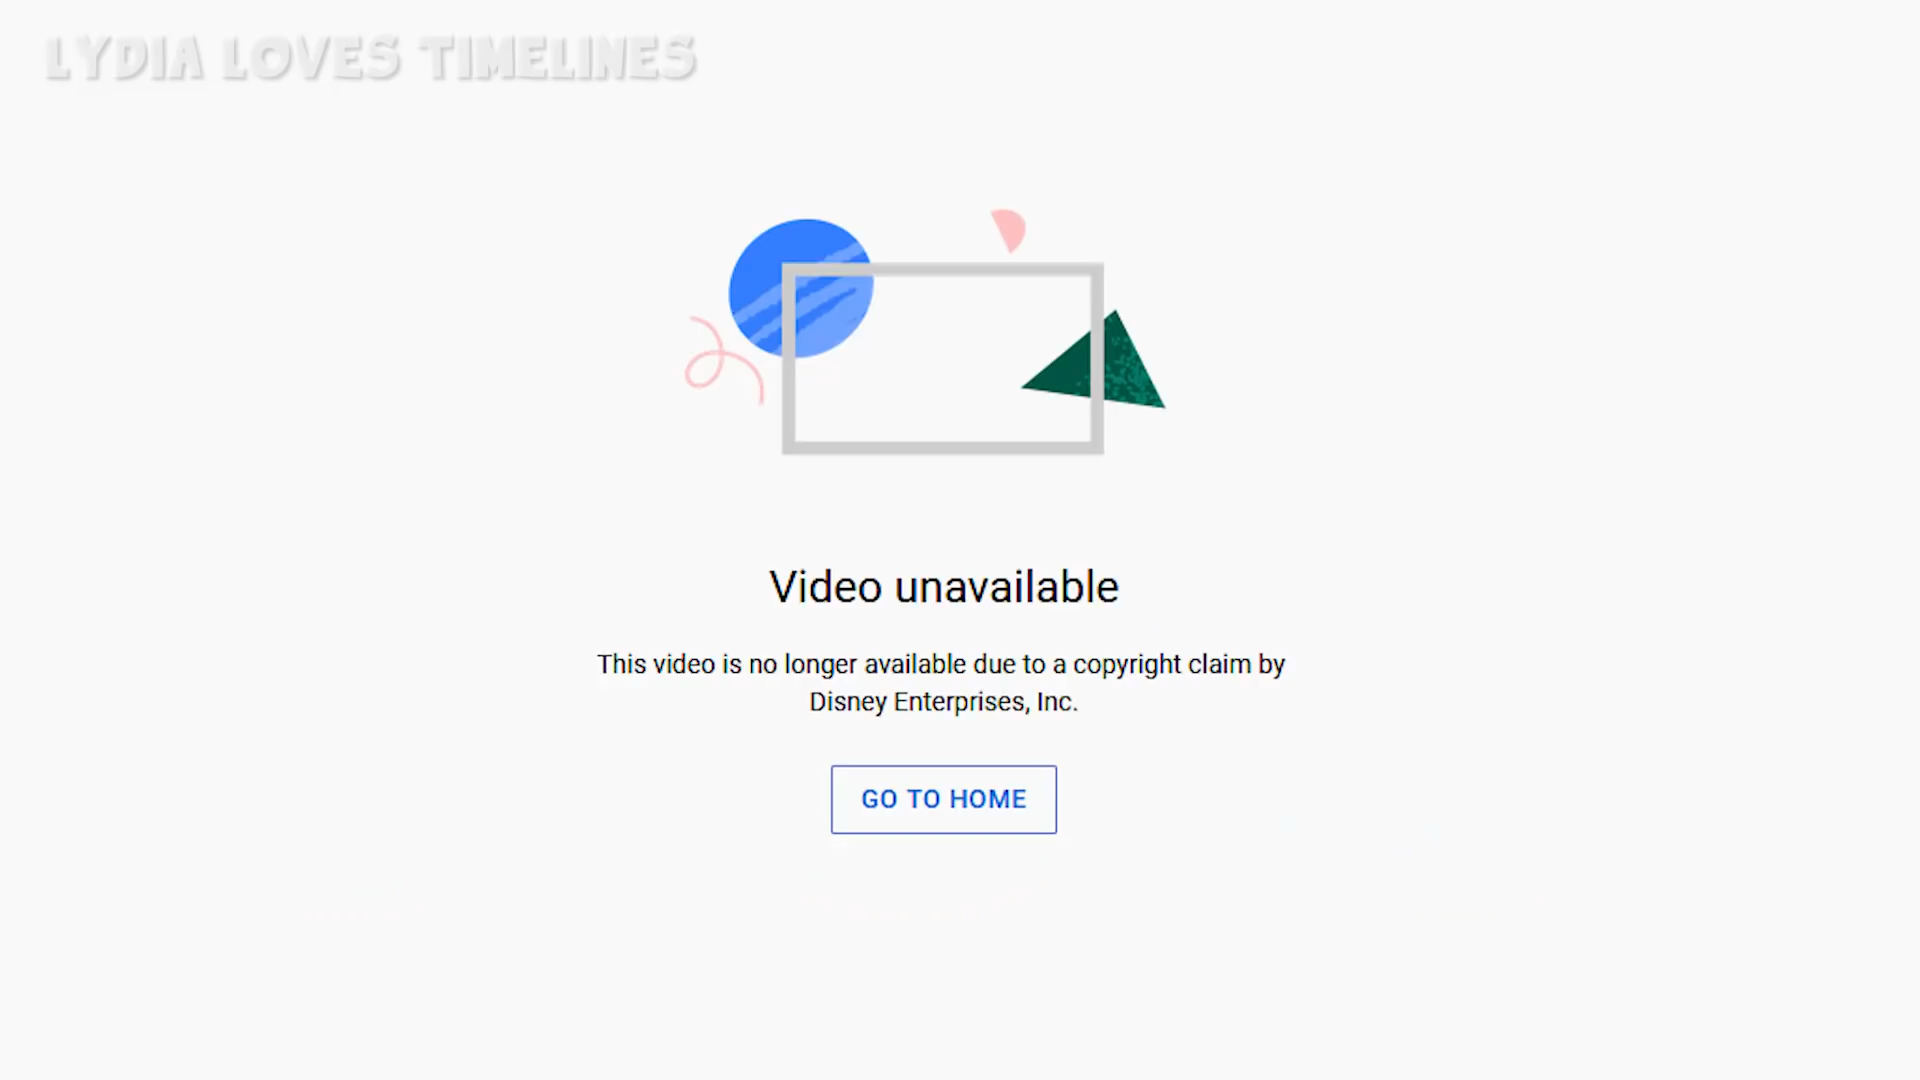 LYDIA LOVES TIMELINES
Video unavailable
This video is no longer available due to a copyright claim by
Disney Enterprises, Inc.
GO TO HOME